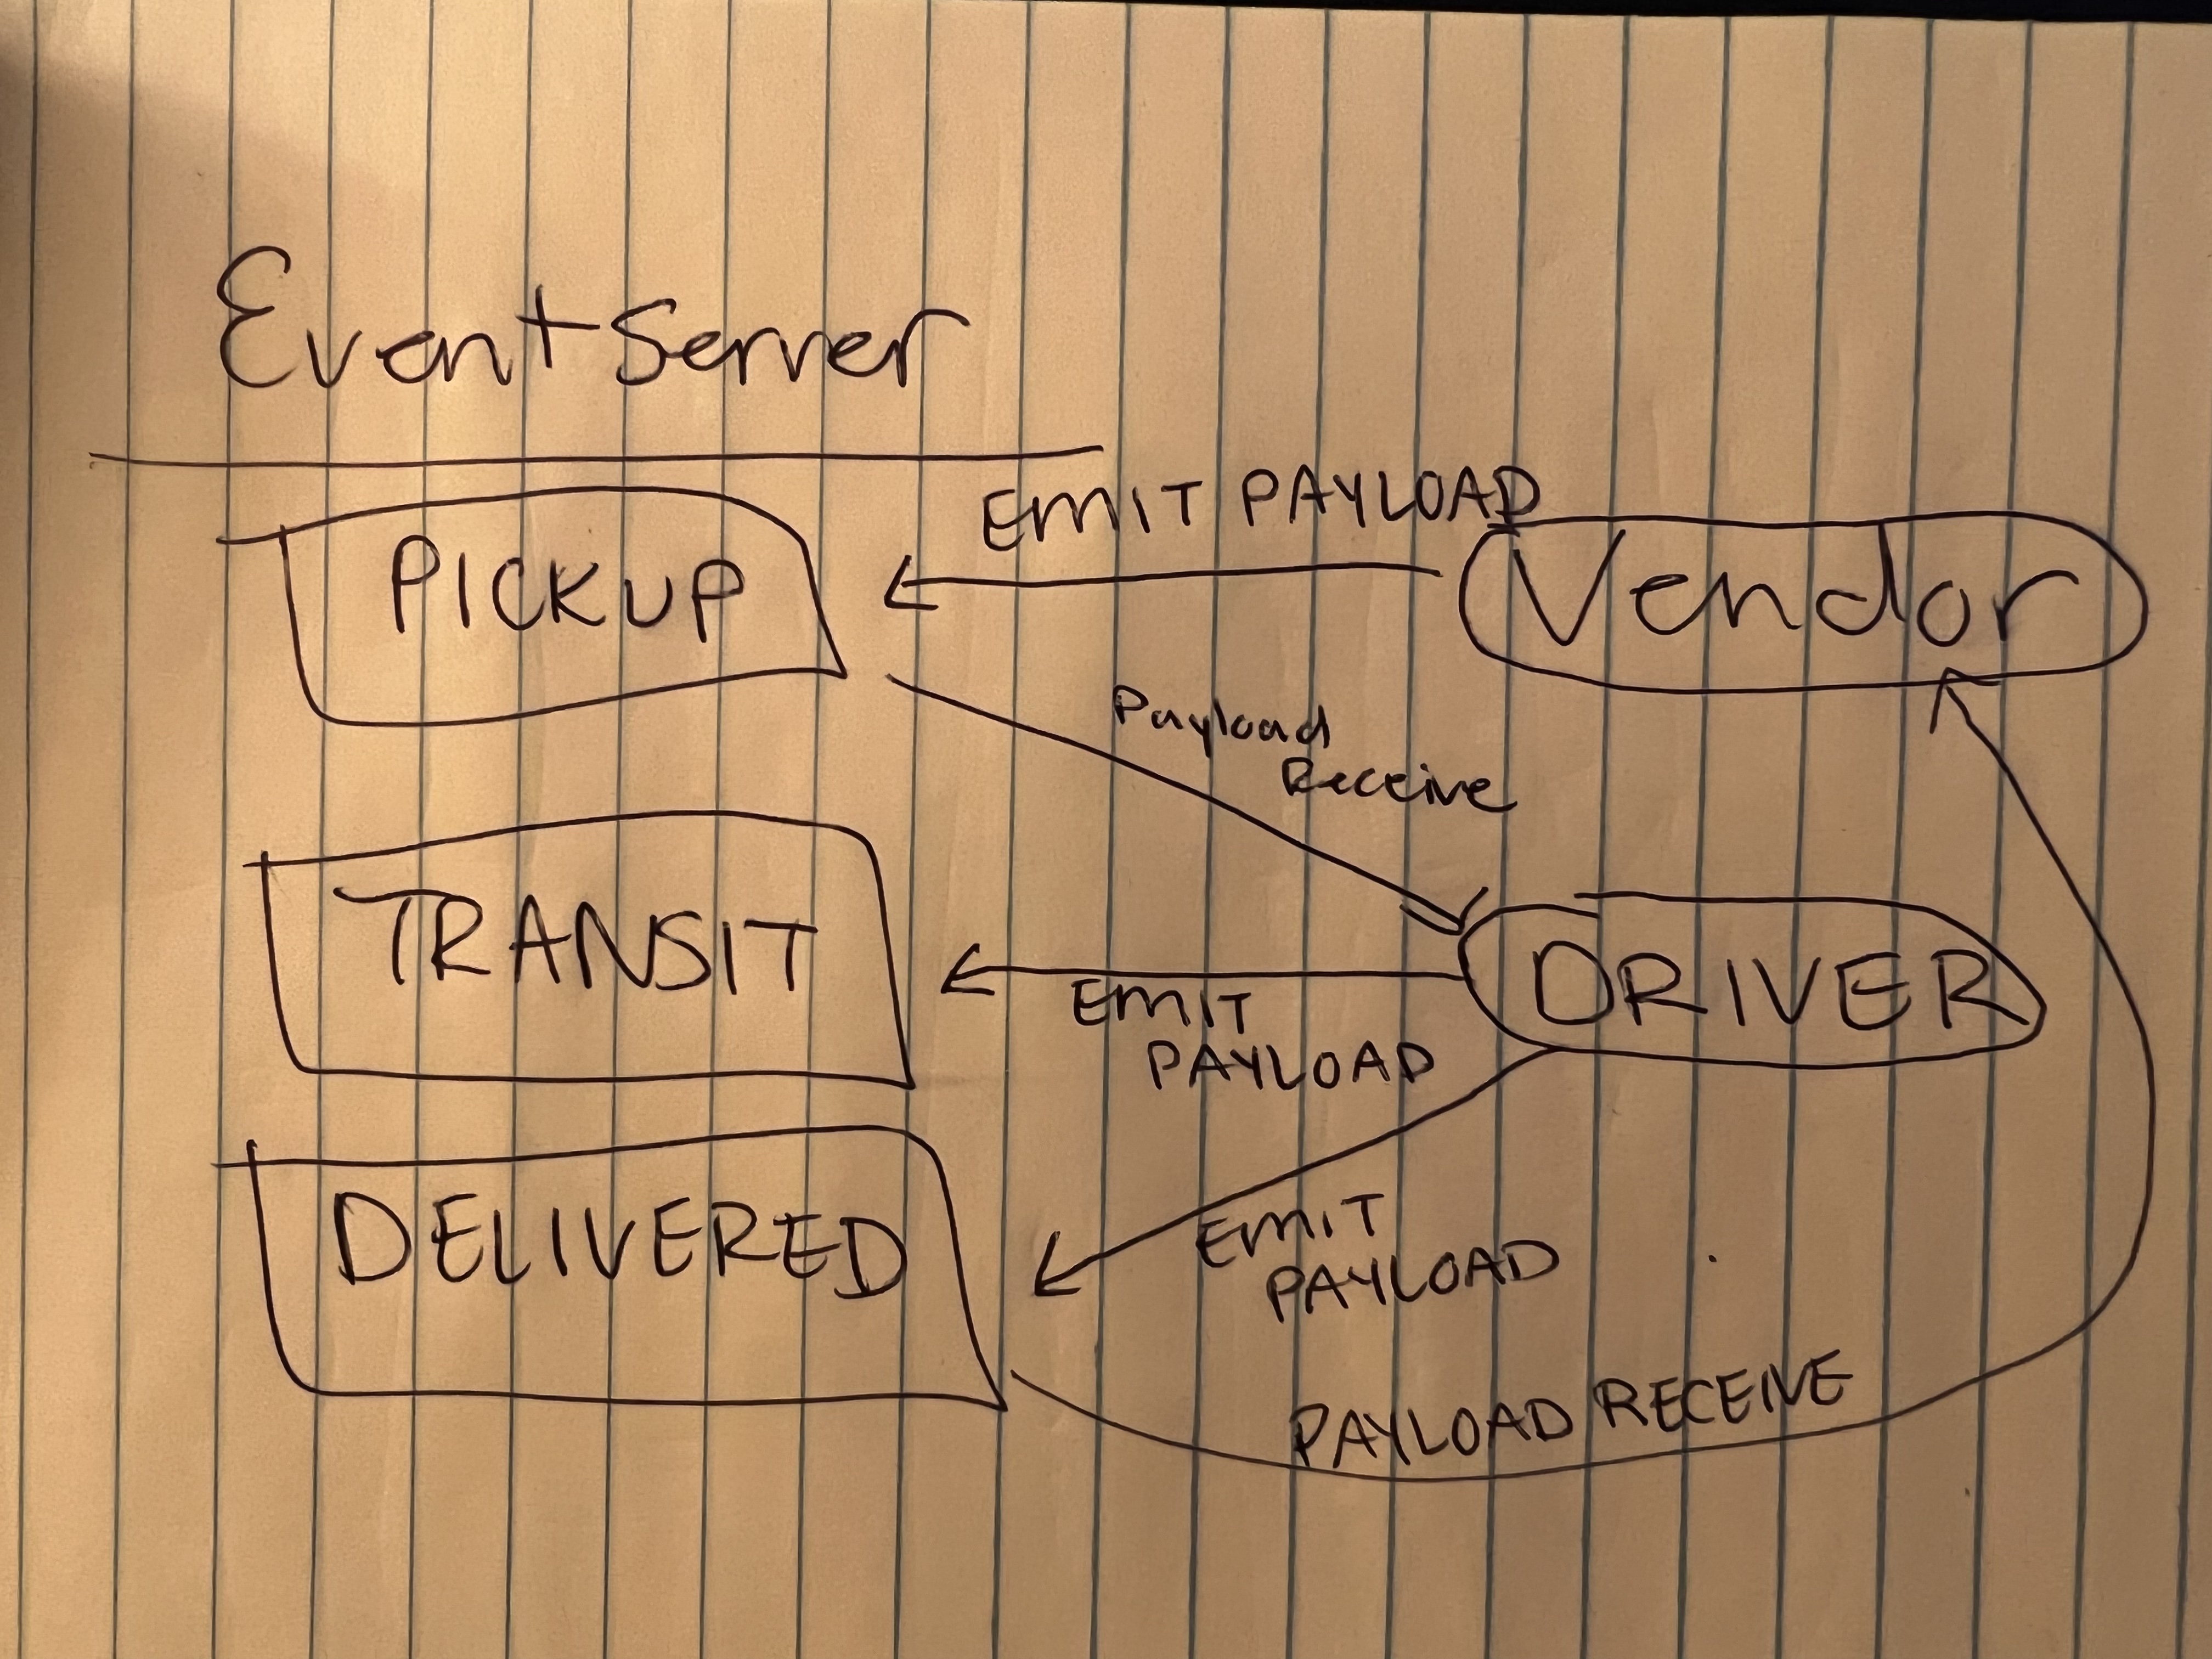 Event Server
EMIT PAYLOAD
PICKUP
Vendor
Payload
Receive
TRANSIT
DRIVER
EMIT
PAYLOAD
DELIVERED
EMIT
PAYLOAD
PAYLOAD RECEIVE